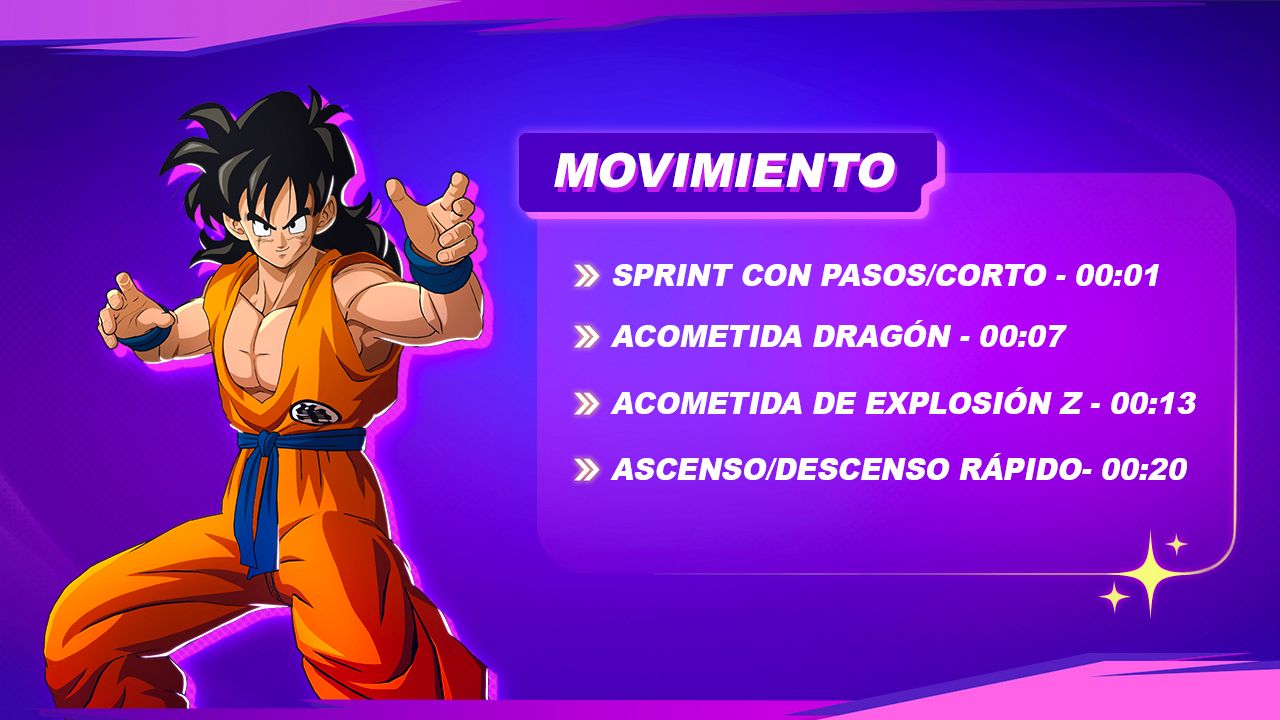 MOVIMIENTO
SPRINT CON PASOS/CORTO - 00:01
ACOMETIDA DRAGÓN - 00:07
ACOMETIDA DE EXPLOSIÓN Z - 00:13
ASCENSO/DESCENSO RÁPIDO- 00:20